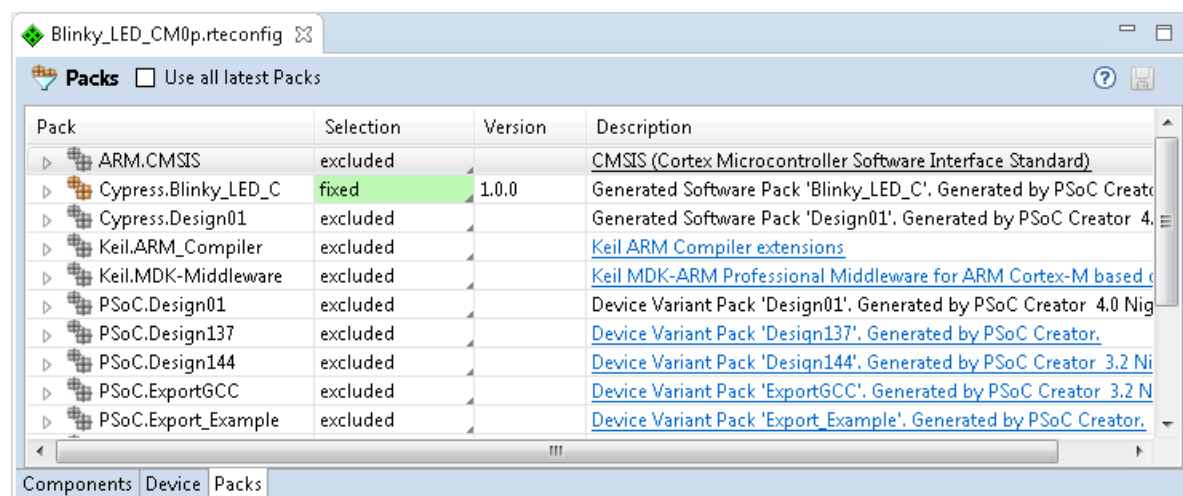 Blinky_LED_CM0p.rteconfig
Packs Use all latest Packs
Pack Selection Version Description
ARM.CMSIS excluded CMSIS (Cortex Microcontroller Software Interface Standard)
Cypress.Blinky_LED_C fixed 1.0.0 Generated Software Pack 'Blinky_LED_C'. Generated by PSoC Creato
Cypress.Design01 excluded Generated Software Pack 'Design01'. Generated by PSoC Creator 4.
Keil.ARM_Compiler excluded Keil ARM Compiler extensions
Keil.MDK-Middleware excluded Keil MDK-ARM Professional Middleware for ARM Cortex-M based
PSoC.Design01 excluded Device Variant Pack 'Design01'. Generated by PSoC Creator 4.0 Nig
PSoC.Design137 excluded Device Variant Pack 'Design137'. Generated by PSoC Creator.
PSoC.Design144 excluded Device Variant Pack 'Design144'. Generated by PSoC Creator 3.2 Ni
PSoC.ExportGCC excluded Device Variant Pack 'ExportGCC'. Generated by PSoC Creator 3.2 N
PSoC.Export_Example excluded Device Variant Pack 'Export_Example'. Generated by PSoC Creator.
Components Device Packs